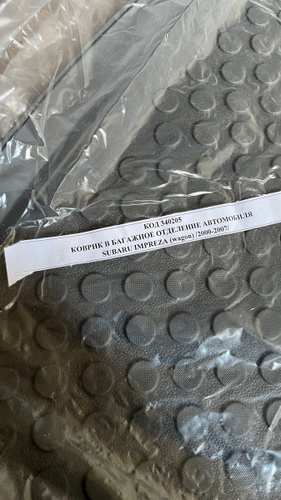 КОД 340205
КОВРИК В БАГАЖНОЕ ОТДЕЛЕНИЕ АВТОМОБИЛЯ
SUBARU IMPREZA (wagon) /2000-2007/